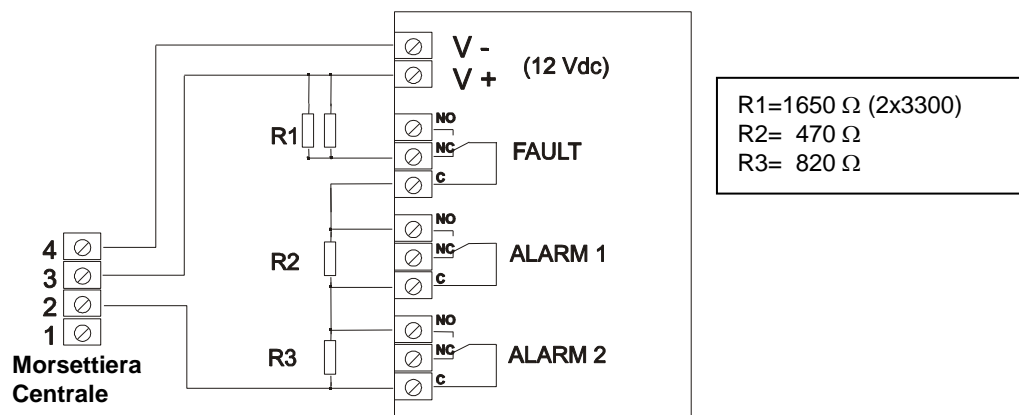 V -
V +
(12 Vdc)
R1=1650 Ω (2x3300)
R2= 470 Ω
R3= 820 Ω
NO
R1
NC
FAULT
C
NO
4
R2
NC
ALARM 1
3
C
2
NO
1
R3
NC
ALARM 2
C
Morsettiera
Centrale